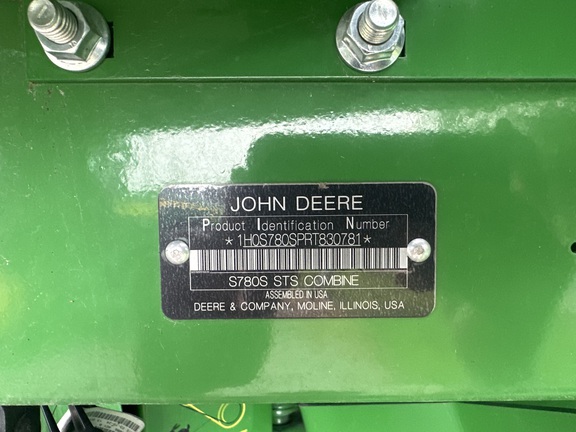 JOHN DEERE
Product Identification Number
*1H0S780SPRT830781*
S780S STS COMBINE
ASSEMBLED IN USA
DEERE & COMPANY, MOLINE, ILLINOIS, USA